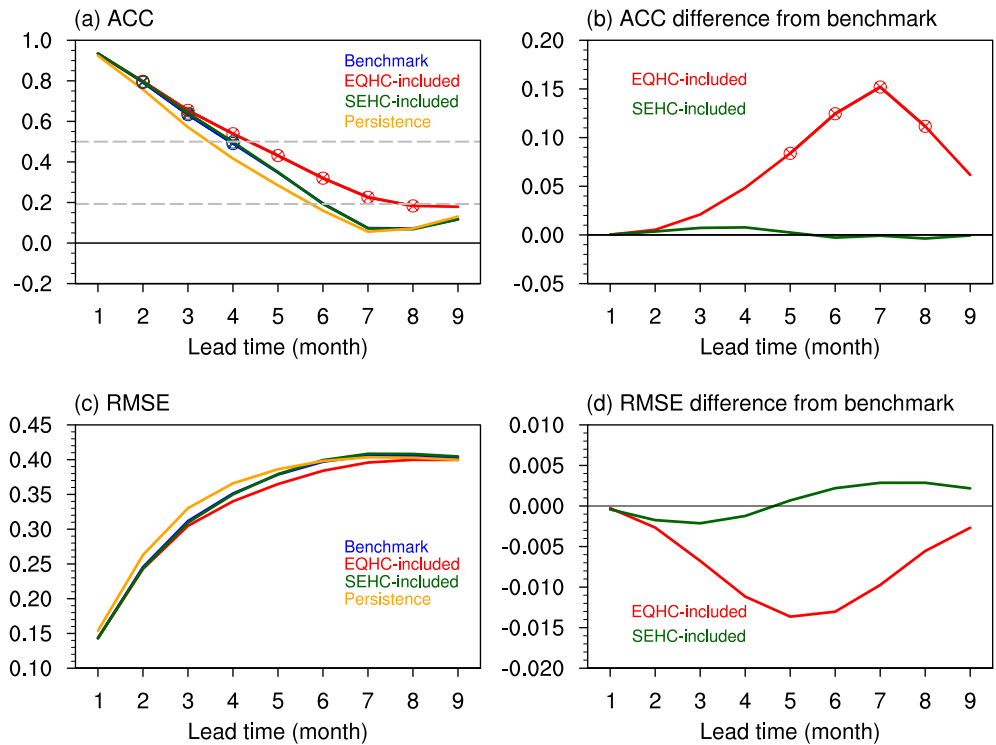 (a) ACC
1.0
0.8
0.6
0.4
0.2
0.0
-0.2
Benchmark
EQHC-included
SEHC-included
Persistence
1 2 3 4 5 6 7 8 9
Lead time (month)
(b) ACC difference from benchmark
0.20
0.15
0.10
0.05
0.00
-0.05
EQHC-included
SEHC-included
1 2 3 4 5 6 7 8 9
Lead time (month)
(c) RMSE
0.45
0.40
0.35
0.30
0.25
0.20
0.15
0.10
Benchmark
EQHC-included
SEHC-included
Persistence
1 2 3 4 5 6 7 8 9
Lead time (month)
(d) RMSE difference from benchmark
0.010
0.005
0.000
-0.005
-0.010
-0.015
-0.020
EQHC-included
SEHC-included
1 2 3 4 5 6 7 8 9
Lead time (month)